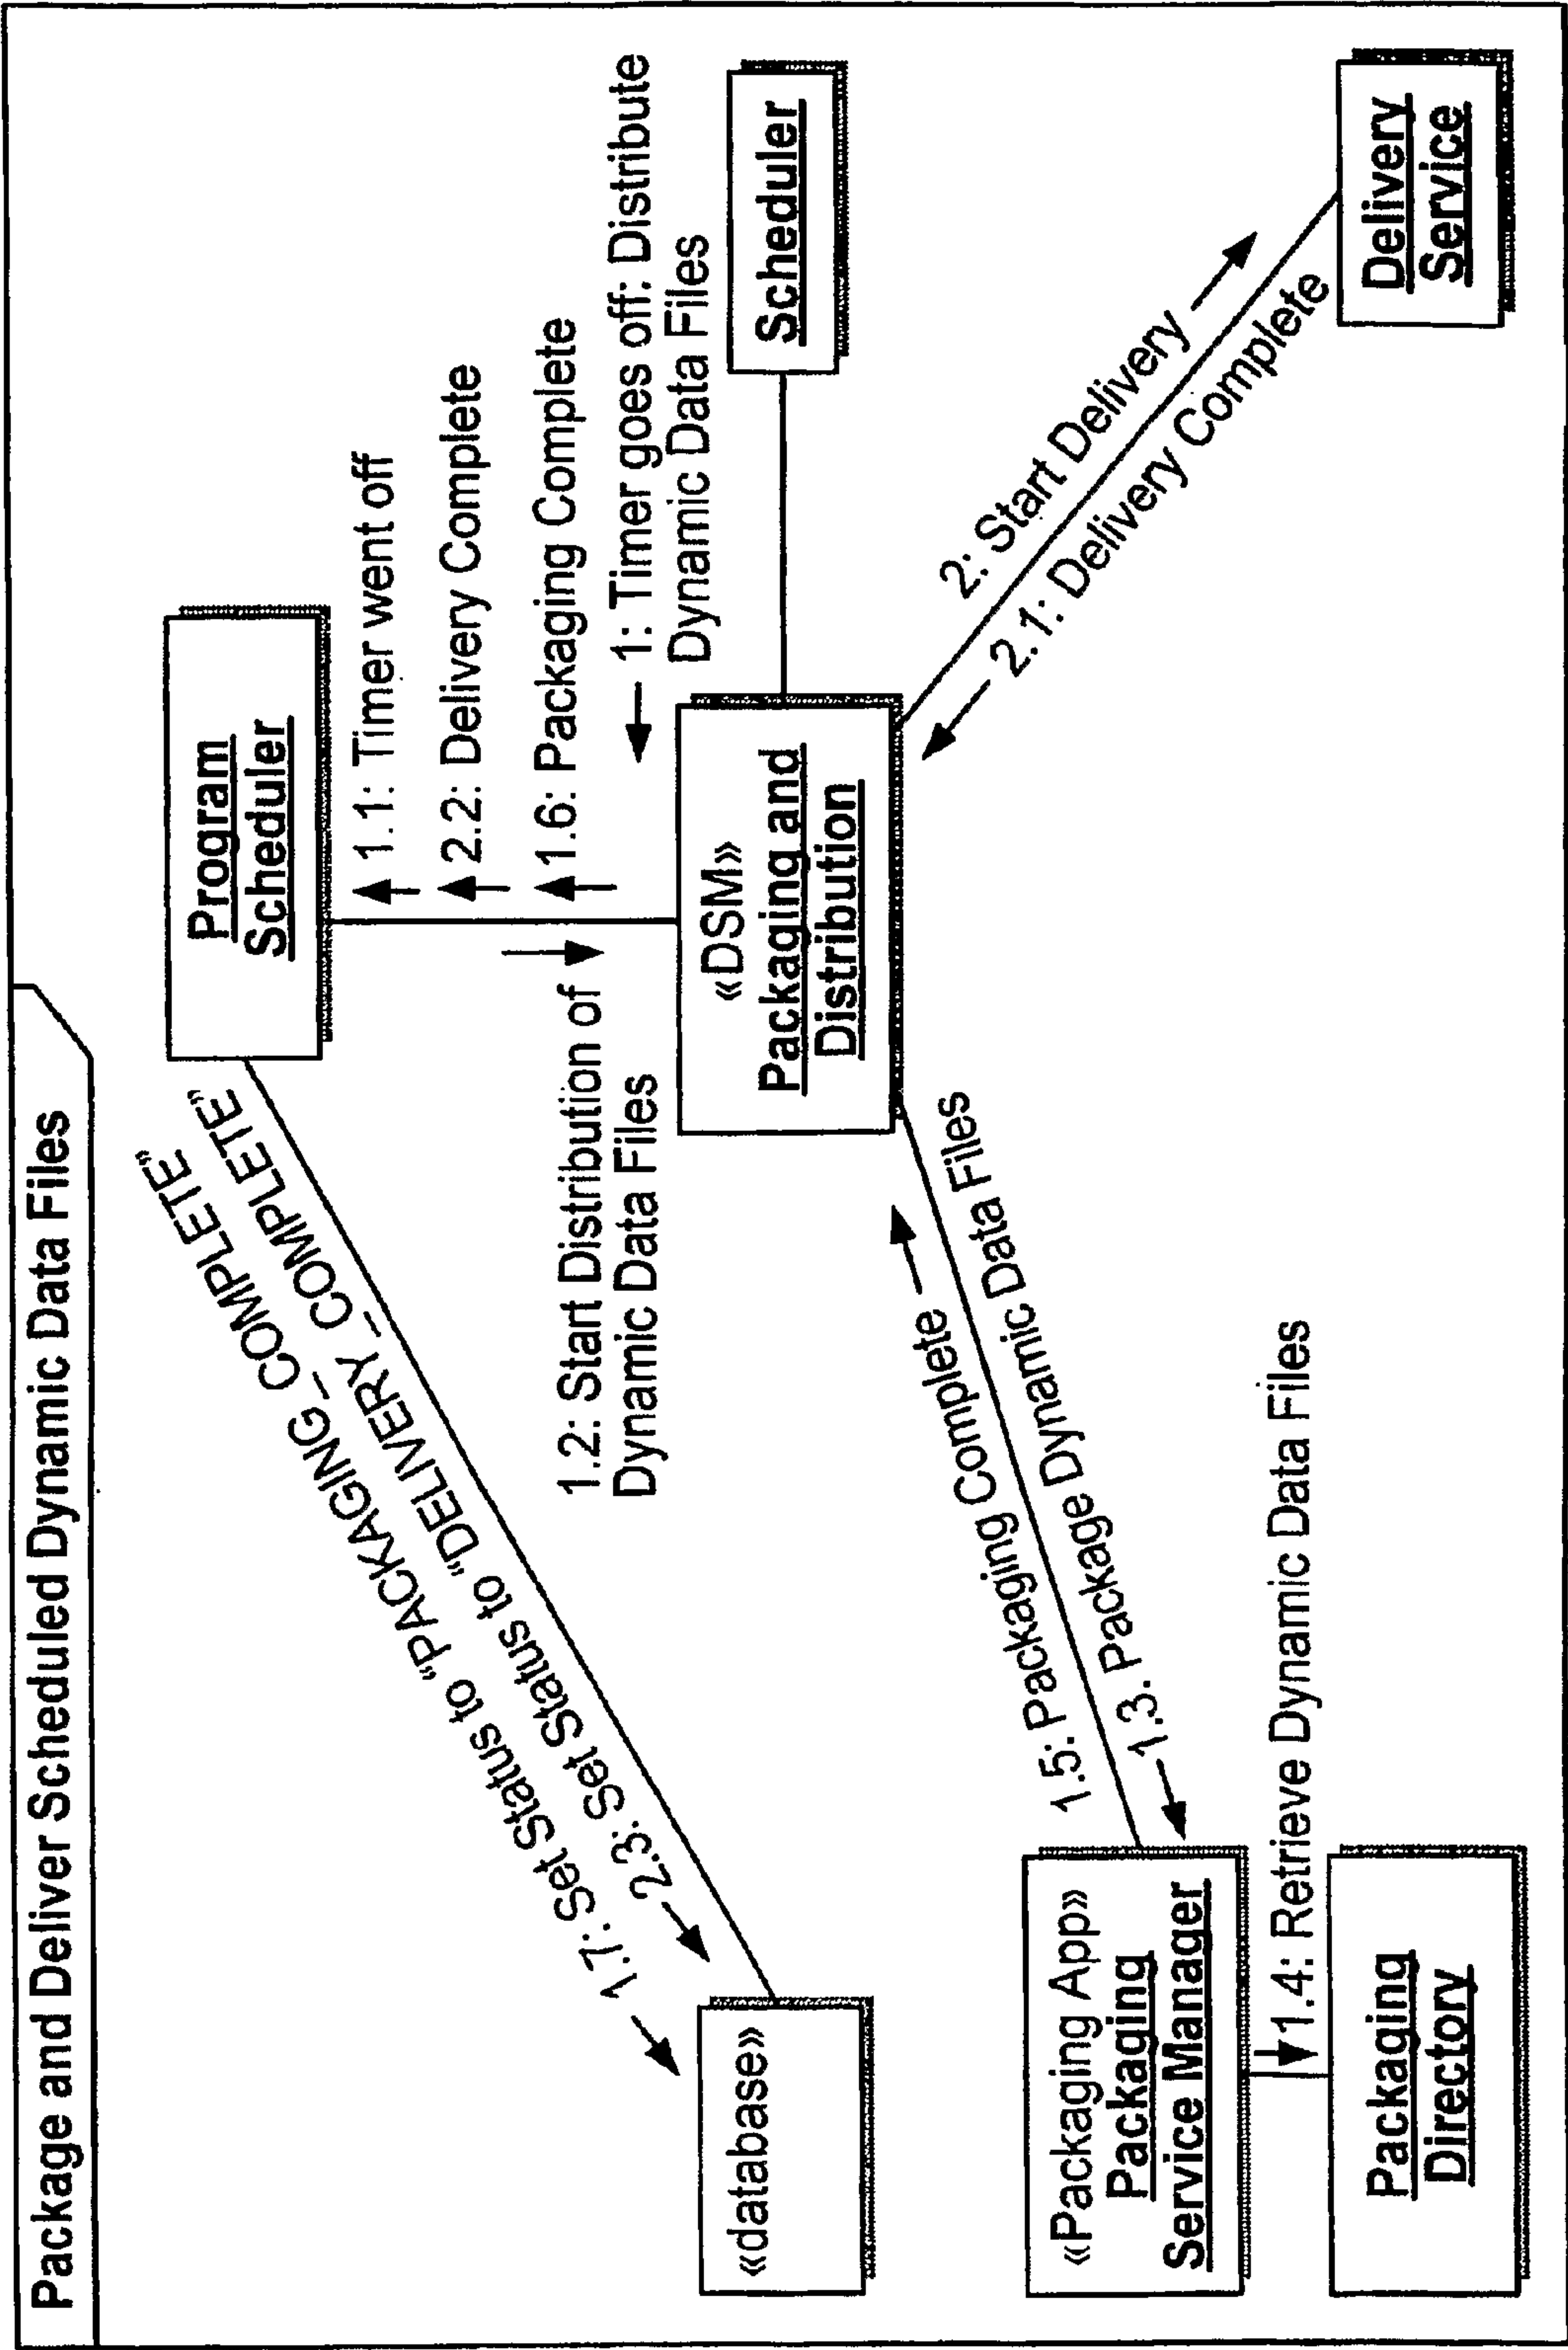 Package and Deliver Scheduled Dynamic Data Files
Program
Scheduler
1.7: Set Status to “PACKAGING_COMPLETE”
2.3: Set Status to “DELIVERY_COMPLETE”
1.1: Timer went off
2.2: Delivery Complete
1.6: Packaging Complete
1: Timer goes off: Distribute
Dynamic Data Files
1.2: Start Distribution of
Dynamic Data Files
«database»
«DSM»
Packaging and
Distribution
Scheduler
1.5: Packaging Complete
1.3. Package Dynamic Data Files
2: Start Delivery
2.1: Delivery Complete
«Packaging App»
Packaging
Service Manager
1.4: Retrieve Dynamic Data Files
Packaging
Directory
Delivery
Service